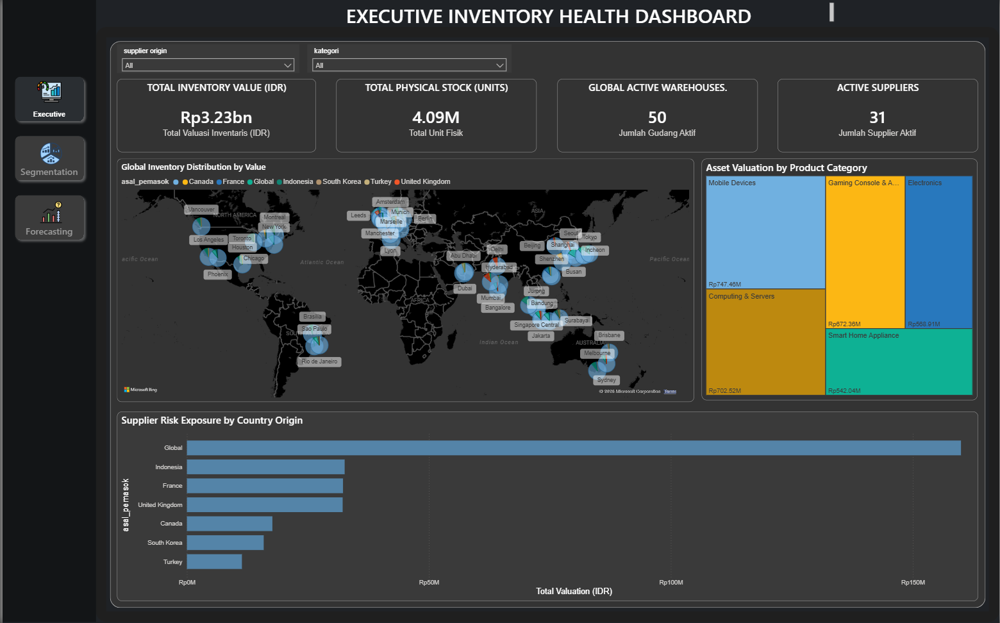 EXECUTIVE INVENTORY HEALTH DASHBOARD
supplier origin
All
kategori
All
Executive
Segmentation
Forecasting
TOTAL INVENTORY VALUE (IDR)
Rp3.23bn
Total Valuasi Inventaris (IDR)
TOTAL PHYSICAL STOCK (UNITS)
4.09M
Total Unit Fisik
GLOBAL ACTIVE WAREHOUSES.
50
Jumlah Gudang Aktif
ACTIVE SUPPLIERS
31
Jumlah Supplier Aktif
Global Inventory Distribution by Value
asal_pemasok Canada France Global Indonesia South Korea Turkey United Kingdom
Vancouver
NORTH AMERICA
Montreal
New York
Los Angeles
Toronto
Houston
Chicago
Phoenix
acific Ocean
Atlantic Ocean
Amsterdam
Leeds
Munich
Marseille
Berlin
Manchester
Lyon
ASIA
Seoul
Tokyo
Beijing
Shanghai
Incheon
Delhi
Abu Dhabi
Shenzhen
Pacific Ocean
Hyderabad
Busan
Dubai
Jurong
Mumbai
Bandung
Bangalore
AFRICA
Brasilia
Sao Paulo
Rio de Janeiro
Singapore Central
Surabaya
Jakarta
Indian Ocean
Brisbane
AUSTRALIA
Melbourne
Sydney
Microsoft Bing
© 2026 Microsoft Corporation Terms
Asset Valuation by Product Category
Mobile Devices
Rp747.46M
Computing & Servers
Rp702.52M
Gaming Console & A...
Rp672.36M
Electronics
Rp568.91M
Smart Home Appliance
Rp542.04M
Supplier Risk Exposure by Country Origin
asal_pemasok
Global
Indonesia
France
United Kingdom
Canada
South Korea
Turkey
Rp0M
Rp50M
Rp100M
Rp150M
Total Valuation (IDR)